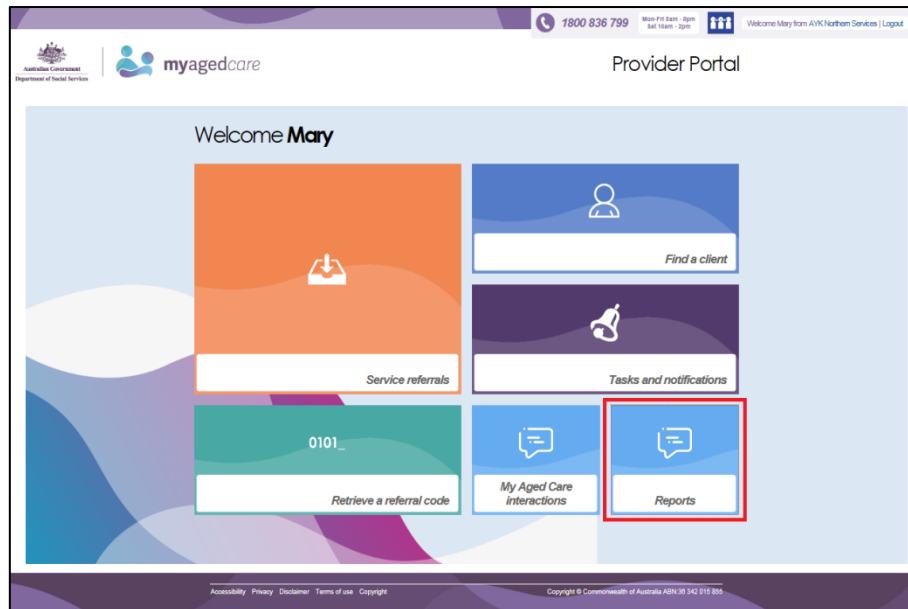 1800 836 799
Mon-Fri 8am - 8pm
Sat 10am - 2pm
Welcome Mary from AYK Northern Services | Logout
Australian Government
Department of Social Services
myagedcare
Provider Portal
Welcome Mary
Find a client
Service referrals
Tasks and notifications
0101_
Retrieve a referral code
My Aged Care
interactions
Reports
Accessibility Privacy Disclaimer Terms of use Copyright
Copyright © Commonwealth of Australia ABN:36 342 015 855